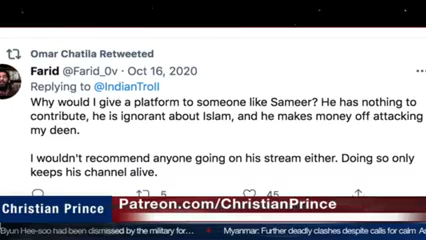 Omar Chatila Retweeted
Farid @Farid_0v · Oct 16, 2020
Replying to @IndianTroll
Why would I give a platform to someone like Sameer? He has nothing to
contribute, he is ignorant about Islam, and he makes money off attacking
my deen.
I wouldn't recommend anyone going on his stream either. Doing so only
keeps his channel alive.
5 45
Christian Prince Patreon.com/ChristianPrince
Byun Hee-soo had been dismissed by the military for... Myanmar: Further deadly clashes despite calls for calm